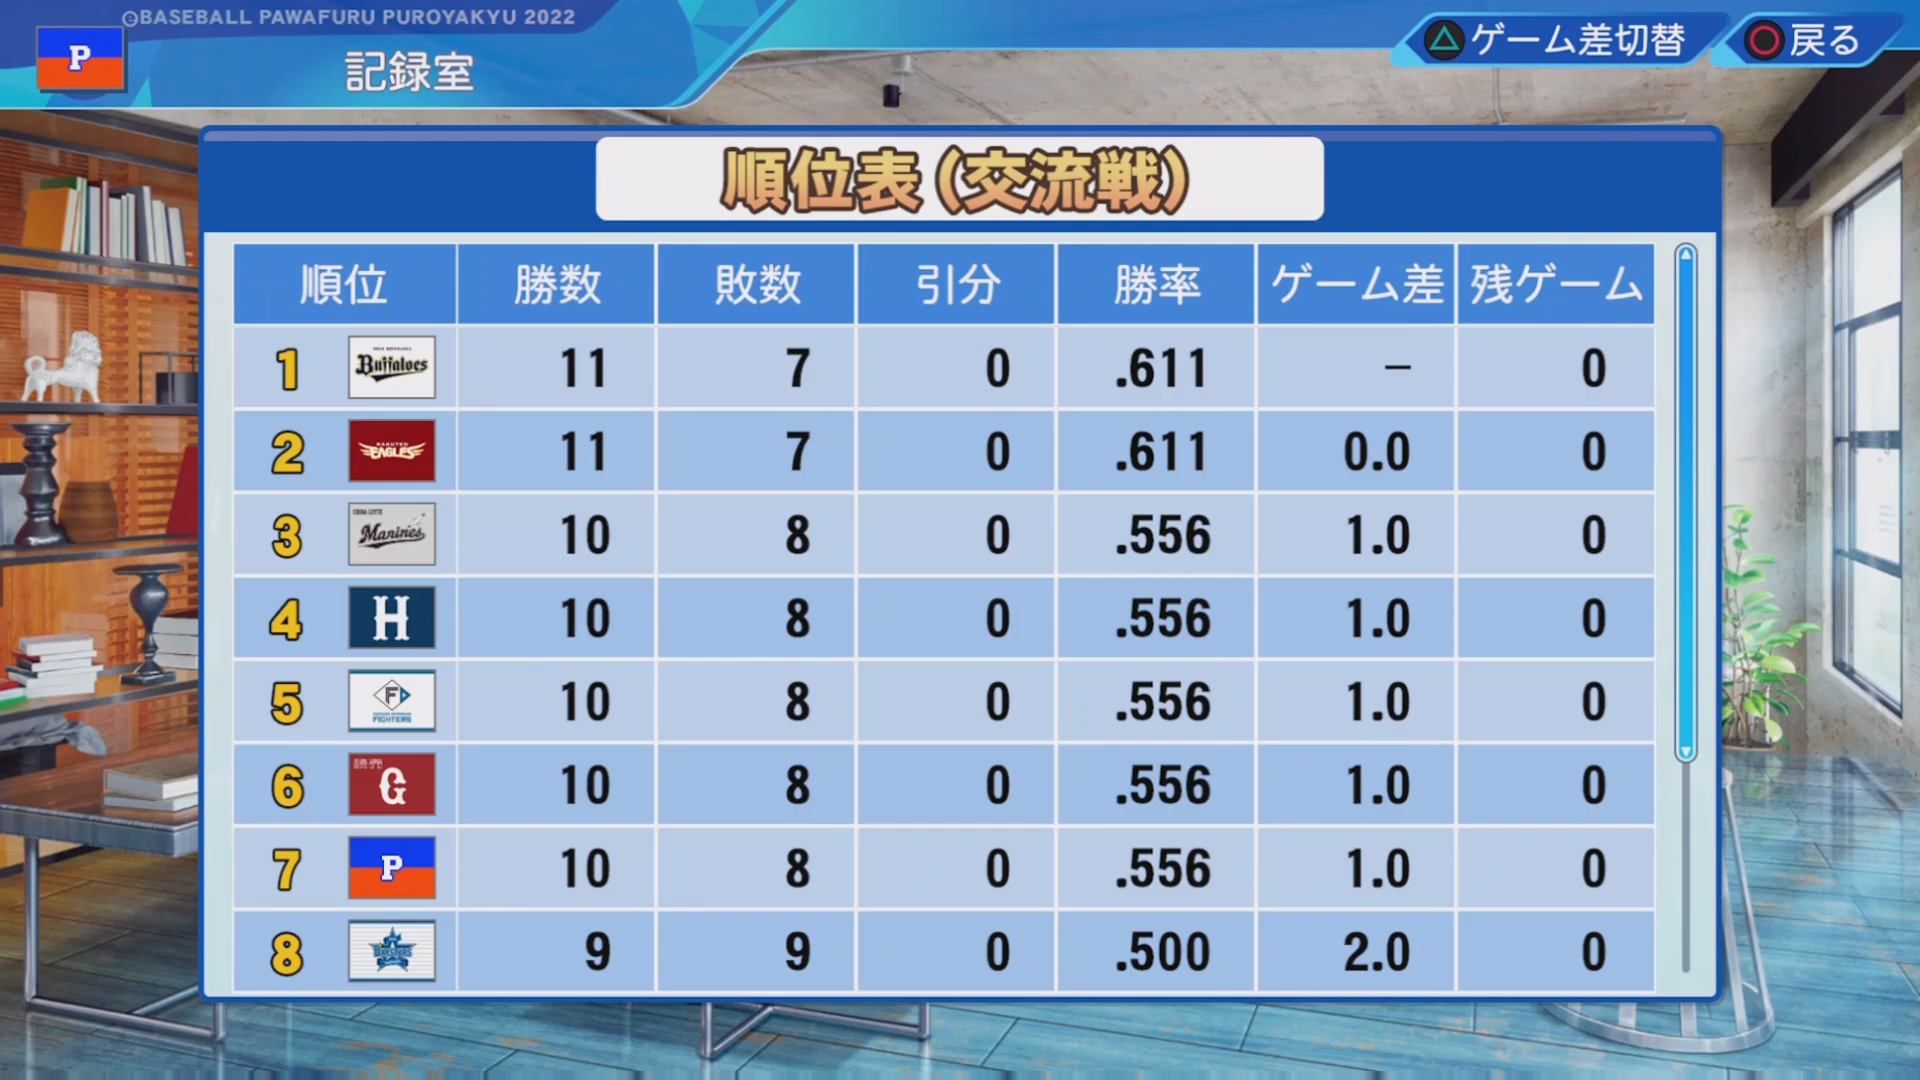 ©BASEBALL PAWAFURU PUROYAKYU 2022
P
記録室
ゲーム差切替
戻る
順位表(交流戦)
順位 勝数 敗数 引分 勝率 ゲーム差 残ゲーム
1 Buffaloes 11 7 0 .611 – 0
2 RAKUTEN EAGLES 11 7 0 .611 0.0 0
3 CHIBA LOTTE Marines 10 8 0 .556 1.0 0
4 H 10 8 0 .556 1.0 0
5 F FIGHTERS 10 8 0 .556 1.0 0
6 読売 G 10 8 0 .556 1.0 0
7 P 10 8 0 .556 1.0 0
8 9 9 0 .500 2.0 0